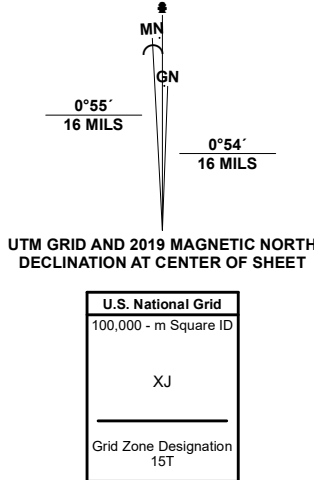 MN
GN
0°55´
16 MILS
0°54´
16 MILS
UTM GRID AND 2019 MAGNETIC NORTH
DECLINATION AT CENTER OF SHEET
U.S. National Grid
100,000 - m Square ID
XJ
Grid Zone Designation
15T